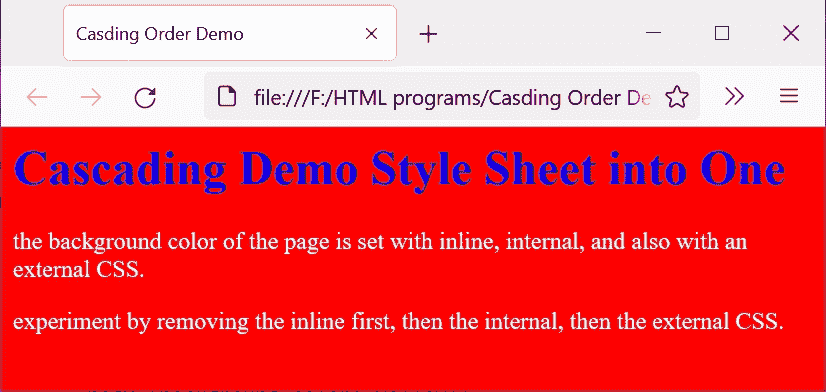 Casding Order Demo
file:///F:/HTML programs/Casding Order De
Cascading Demo Style Sheet into One
the background color of the page is set with inline, internal, and also with an
external CSS.
experiment by removing the inline first, then the internal, then the external CSS.